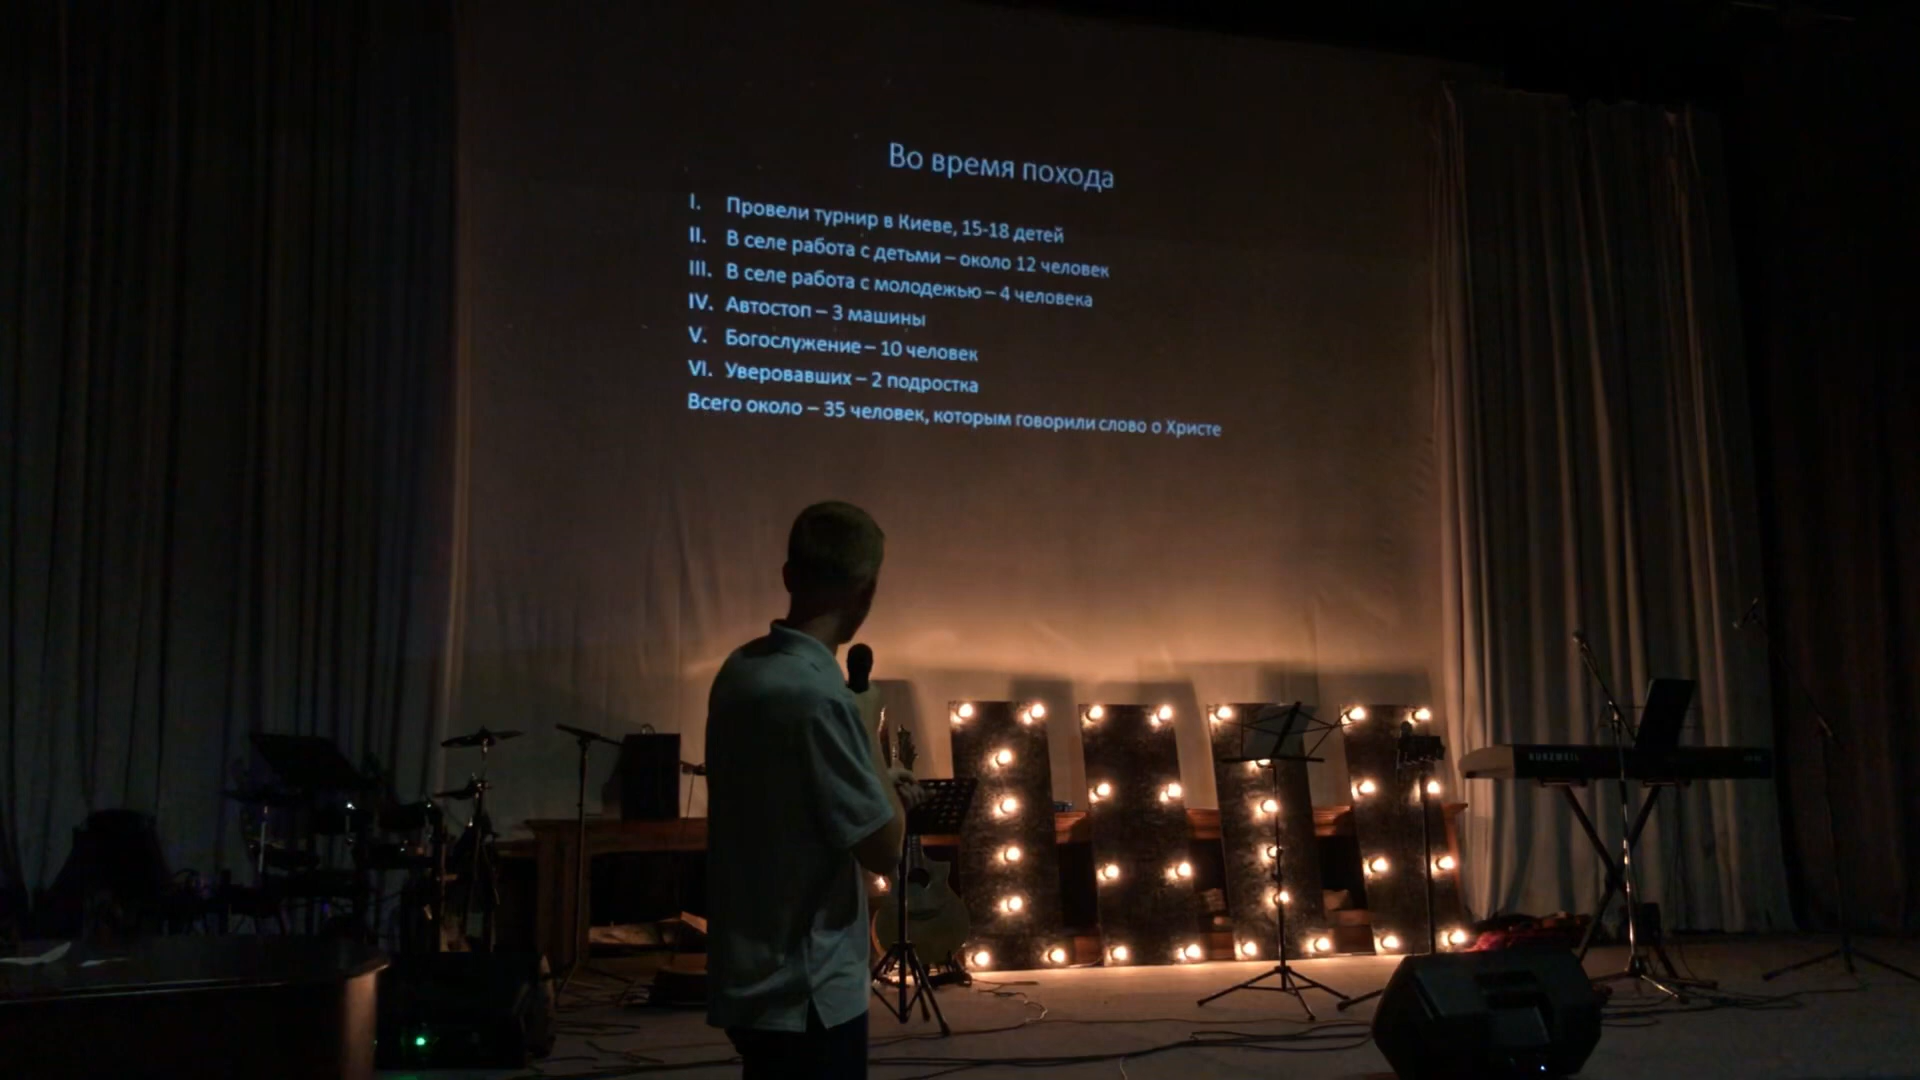 Во время похода
I. Провели турнир в Киеве, 15-18 детей
II. В селе работа с детьми – около 12 человек
III. В селе работа с молодежью – 4 человека
IV. Автостоп – 3 машины
V. Богослужение – 10 человек
VI. Уверовавших – 2 подростка
Всего около – 35 человек, которым говорили слово о Христе
KURZWEIL